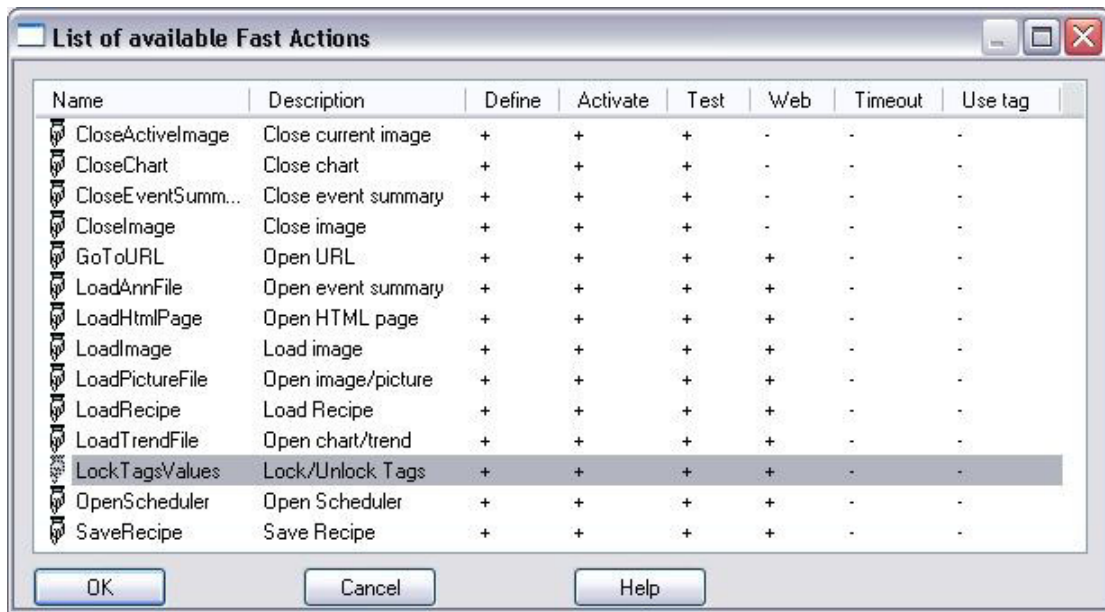 List of available Fast Actions
Name Description Define Activate Test Web Timeout Use tag
CloseActiveImage Close current image + + + - - -
CloseChart Close chart + + + - - -
CloseEventSumm... Close event summary + + + - - -
CloseImage Close image + + + - - -
GoToURL Open URL + + + + - -
LoadAnnFile Open event summary + + + + - -
LoadHtmlPage Open HTML page + + + + - -
LoadImage Load image + + + + - -
LoadPictureFile Open image/picture + + + + - -
LoadRecipe Load Recipe + + + + - -
LoadTrendFile Open chart/trend + + + + - -
LockTagsValues Lock/Unlock Tags + + + + - -
OpenScheduler Open Scheduler + + + + - -
SaveRecipe Save Recipe + + + + - -
OK Cancel Help